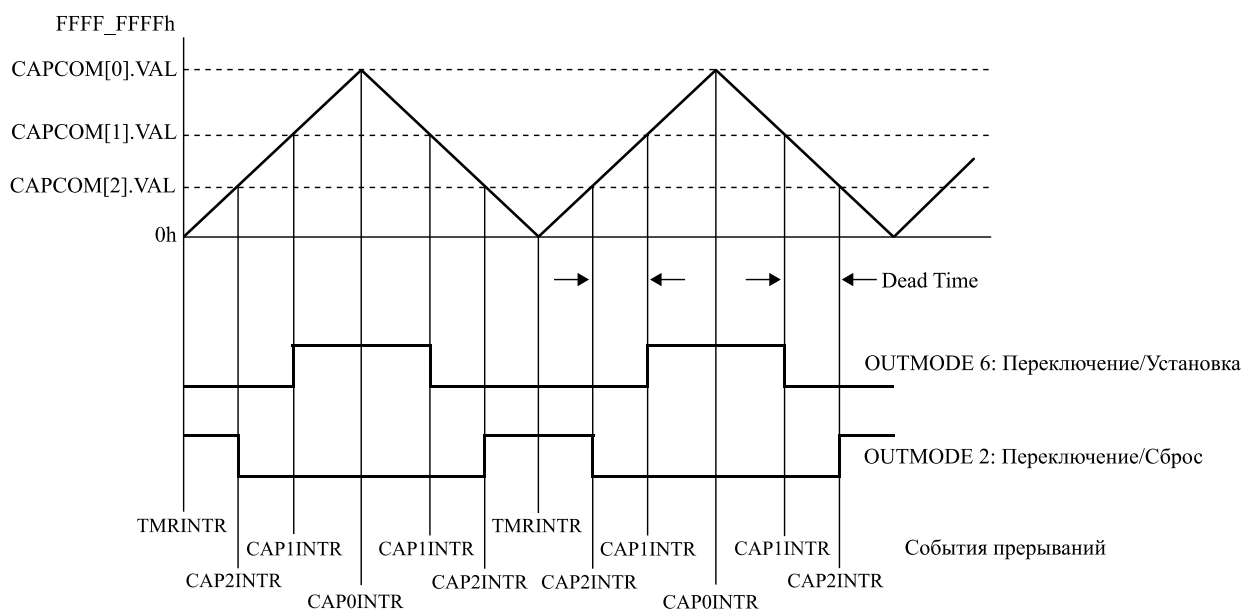 FFFF_FFFFh
CAPCOM[0].VAL
CAPCOM[1].VAL
CAPCOM[2].VAL
0h
Dead Time
OUTMODE 6: Переключение/Установка
OUTMODE 2: Переключение/Сброс
TMRINTR TMRINTR
CAP1INTR CAP1INTR CAP1INTR CAP1INTR События прерываний
CAP2INTR CAP2INTR CAP2INTR CAP2INTR
CAP0INTR CAP0INTR